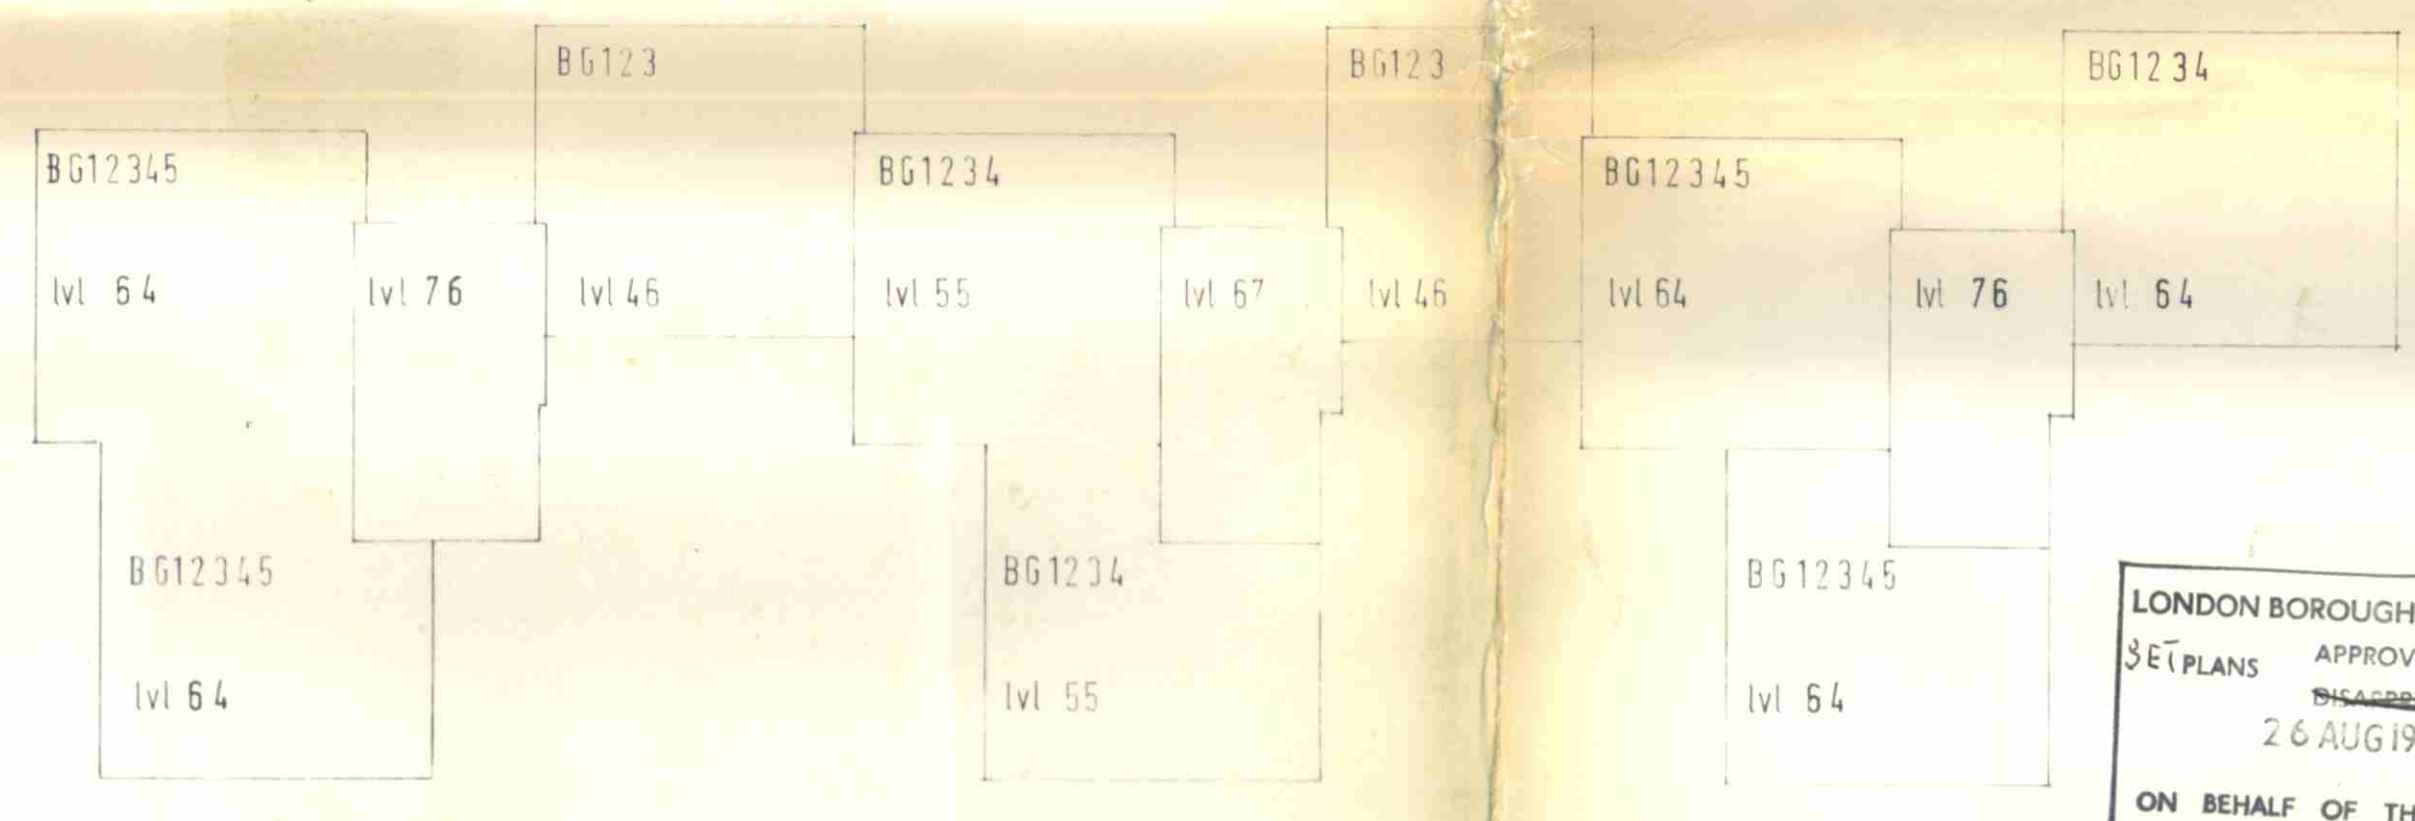 BG123
BG123
BG1234
BG12345
BG1234
BG12345
lvl 64
lvl 76
lvl 46
lvl 55
lvl 67
lvl 46
lvl 64
lvl 76
lvl 64
BG12345
BG1234
BG12345
lvl 64
lvl 55
lvl 64
LONDON BOROUGH
SET PLANS APPROV
DISAPPR
26 AUG 19
ON BEHALF OF TH